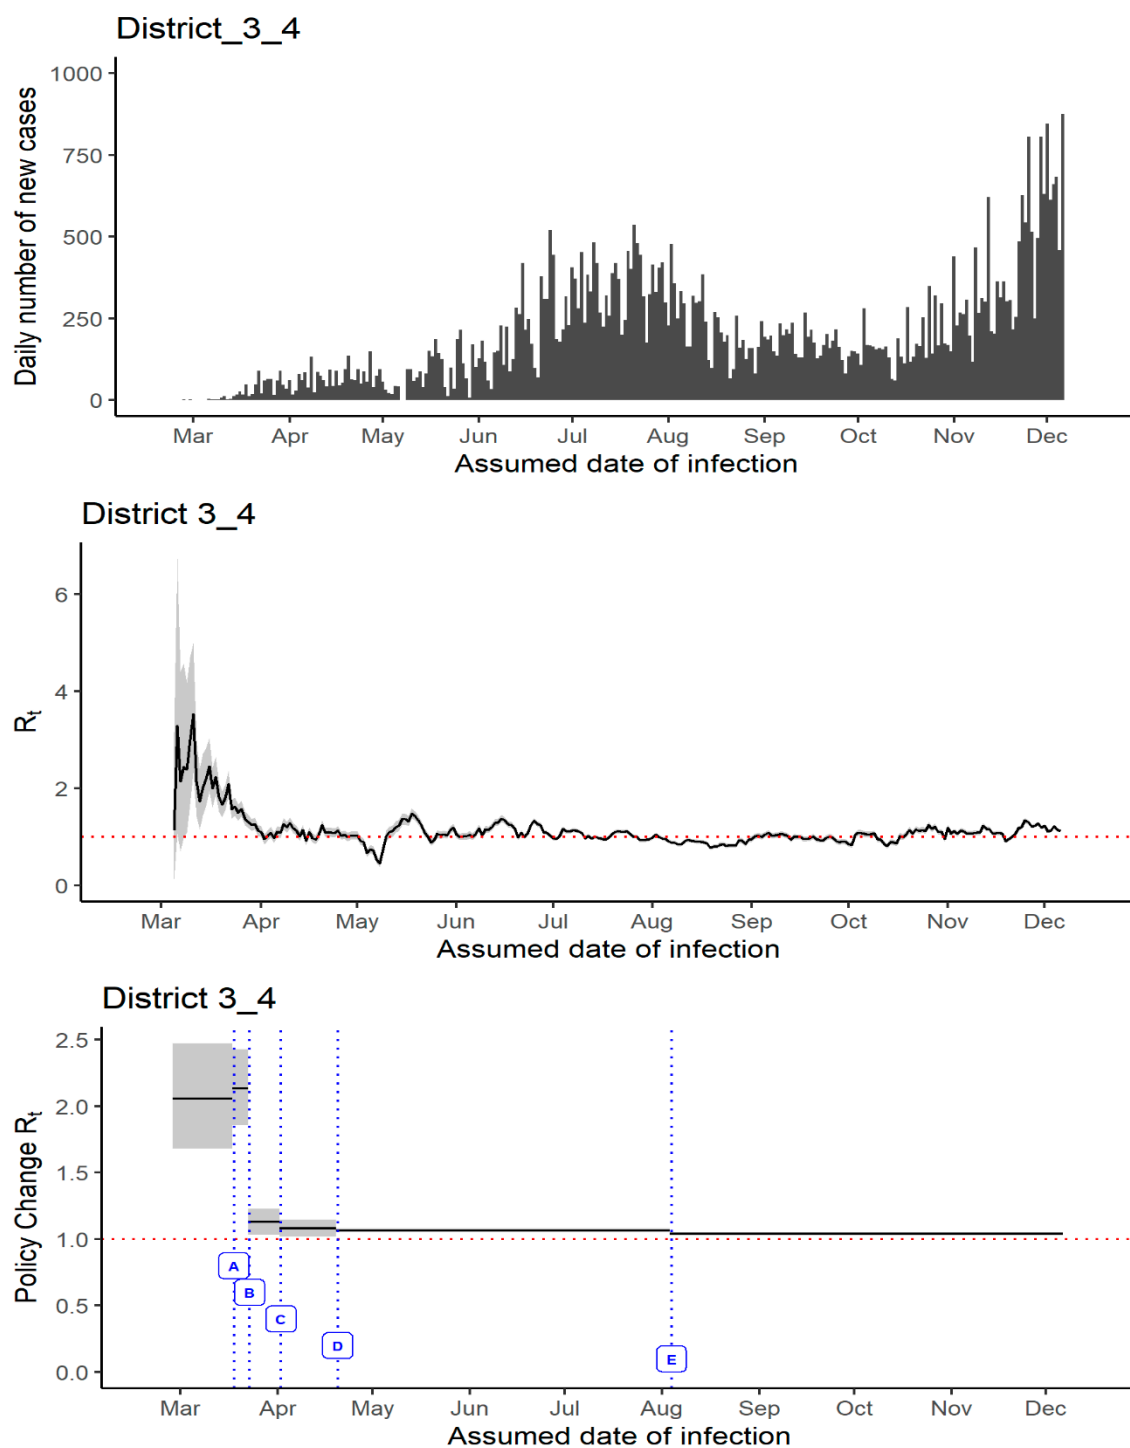 District_3_4
Daily number of new cases
1000
750
500
250
0
Mar Apr May Jun Jul Aug Sep Oct Nov Dec
Assumed date of infection
District 3_4
R_t
6
4
2
0
Mar Apr May Jun Jul Aug Sep Oct Nov Dec
Assumed date of infection
District 3_4
Policy Change R_t
2.5
2.0
1.5
1.0
0.5
0.0
A
B
C
D
E
Mar Apr May Jun Jul Aug Sep Oct Nov Dec
Assumed date of infection